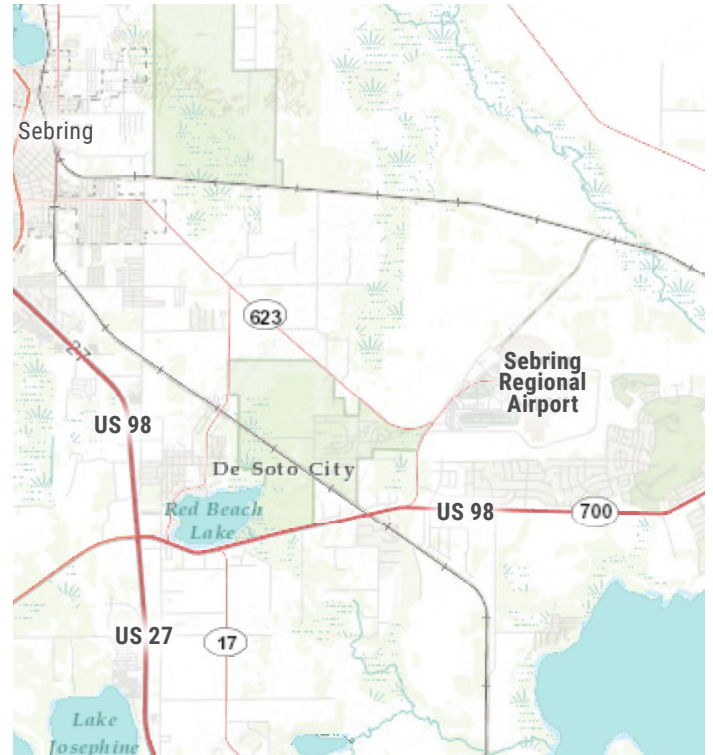 Sebring
623
Sebring
Regional
Airport
27
US 98
De Soto City
Red Beach
Lake
US 98
700
US 27
17
Lake
Josephine